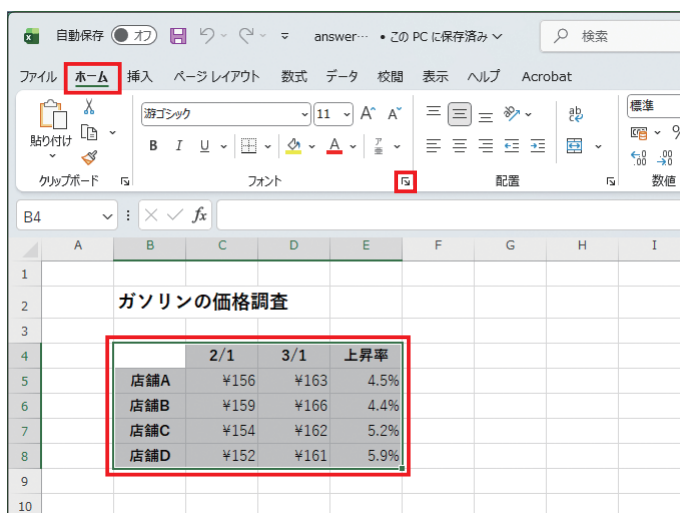 自動保存 オフ answer… • この PC に保存済み 検索
ファイル ホーム 挿入 ページ レイアウト 数式 データ 校閲 表示 ヘルプ Acrobat
貼り付け 游ゴシック 11 A A ab 標準
B I U A ア亜 %
クリップボード フォント 配置 数値
B4 fx
A B C D E F G H I
1
2 ガソリンの価格調査
3
4 2/1 3/1 上昇率
5 店舗A ¥156 ¥163 4.5%
6 店舗B ¥159 ¥166 4.4%
7 店舗C ¥154 ¥162 5.2%
8 店舗D ¥152 ¥161 5.9%
9
10